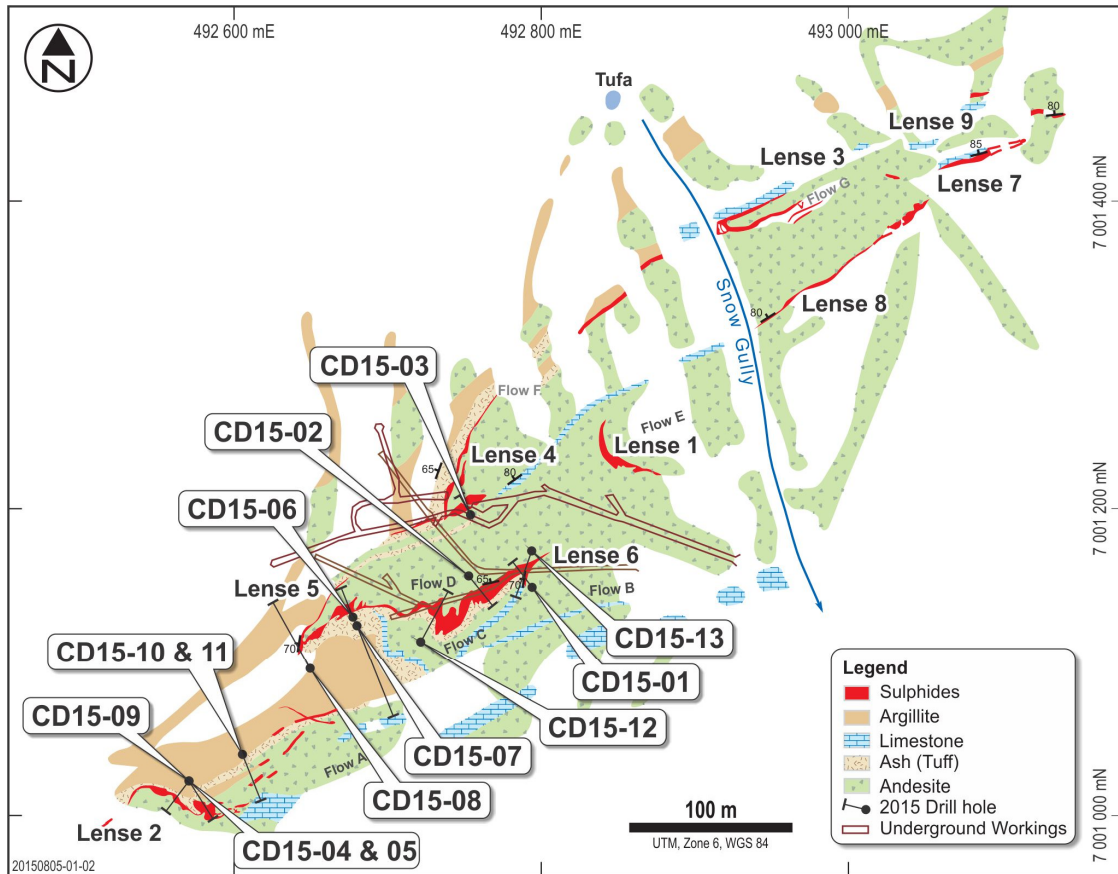 492 600 mE
492 800 mE
493 000 mE
N
Tufa
80
Lense 9
85
Lense 3
Lense 7
Flow G
7 001 400 mN
Snow Gully
80
Lense 8
CD15-03
Flow F
CD15-02
Flow E
Lense 1
65
Lense 4
80
CD15-06
7 001 200 mN
Lense 6
Lense 5
Flow D
65
70
Flow B
Flow C
CD15-13
70
CD15-10 & 11
CD15-01
CD15-09
CD15-12
CD15-07
Flow A
CD15-08
Lense 2
CD15-04 & 05
100 m
UTM, Zone 6, WGS 84
7 001 000 mN
Legend
Sulphides
Argillite
Limestone
Ash (Tuff)
Andesite
2015 Drill hole
Underground Workings
20150805-01-02